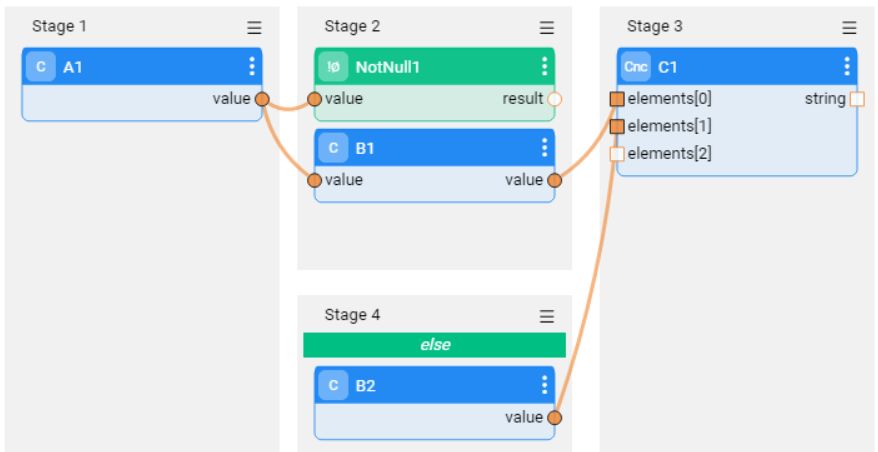 Stage 1
C A1
value
Stage 2
!ø NotNull1
value result
C B1
value value
Stage 4
else
C B2
value
Stage 3
Cnc C1
elements[0] string
elements[1]
elements[2]